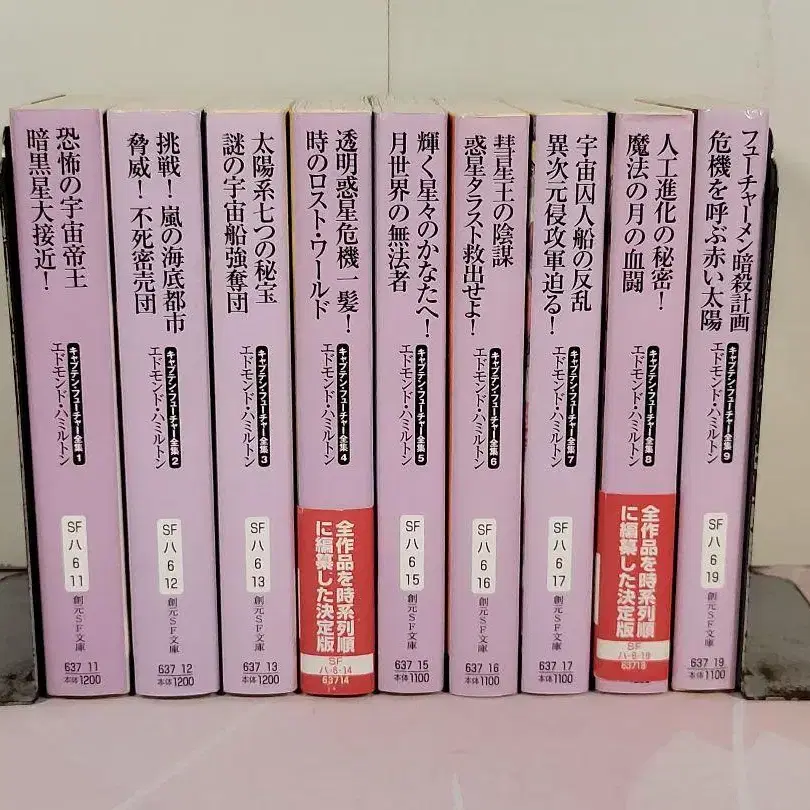 恐怖の宇宙帝王
暗黒星大接近！
キャプテン・フューチャー全集1
エドモンド・ハミルトン
SF
ハ
6
11
創元SF文庫
637 11
本体1200
挑戦！嵐の海底都市
脅威！不死密売団
キャプテン・フューチャー全集2
エドモンド・ハミルトン
SF
ハ
6
12
創元SF文庫
637 12
本体1200
太陽系七つの秘宝
謎の宇宙船強奪団
キャプテン・フューチャー全集3
エドモンド・ハミルトン
SF
ハ
6
13
創元SF文庫
637 13
本体1200
透明惑星危機一髪！
時のロスト・ワールド
キャプテン・フューチャー全集4
エドモンド・ハミルトン
全作品を時系列順
に編纂した決定版
SF
ハ-6-14
637 14
輝く星々のかなたへ！
月世界の無法者
キャプテン・フューチャー全集5
エドモンド・ハミルトン
SF
ハ
6
15
創元SF文庫
637 15
本体1100
彗星王の陰謀
惑星タラスト救出せよ！
キャプテン・フューチャー全集6
エドモンド・ハミルトン
SF
ハ
6
16
創元SF文庫
637 16
本体1100
宇宙囚人船の反乱
異次元侵攻軍迫る！
キャプテン・フューチャー全集7
エドモンド・ハミルトン
SF
ハ
6
17
創元SF文庫
637 17
本体1100
人工進化の秘密！
魔法の月の血闘
キャプテン・フューチャー全集8
エドモンド・ハミルトン
全作品を時系列順
に編纂した決定版
SF
ハ-6-18
637 18
フューチャーメン暗殺計画
危機を呼ぶ赤い太陽
キャプテン・フューチャー全集9
エドモンド・ハミルトン
SF
ハ
6
19
創元SF文庫
637 19
本体1100